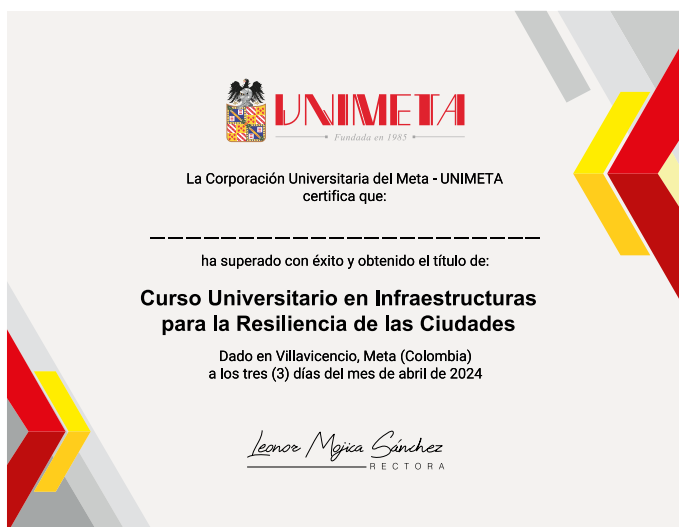 UNIMETA
Fundada en 1985
La Corporación Universitaria del Meta - UNIMETA
certifica que:
ha superado con éxito y obtenido el título de:
Curso Universitario en Infraestructuras
para la Resiliencia de las Ciudades
Dado en Villavicencio, Meta (Colombia)
a los tres (3) días del mes de abril de 2024
Leonor Mojica Sánchez
RECTORA